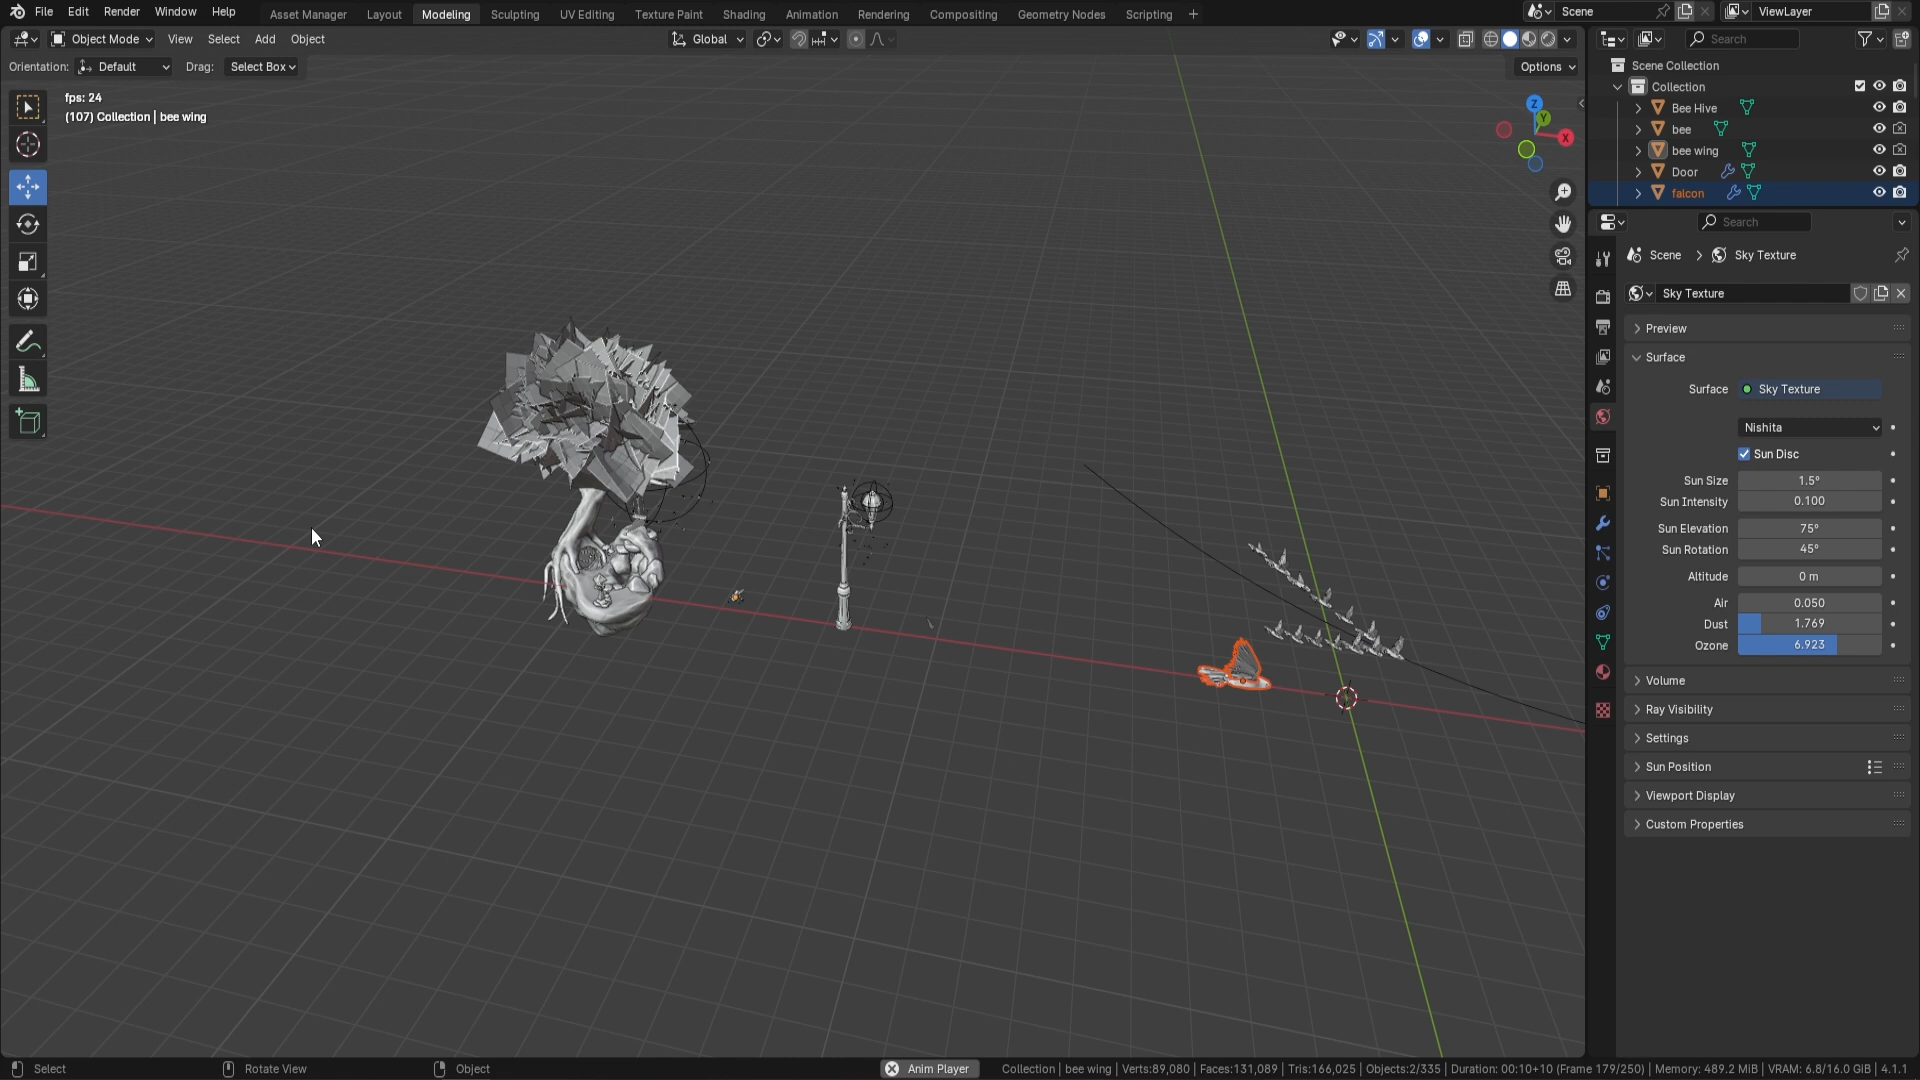 File Edit Render Window Help Asset Manager Layout Modeling Sculpting UV Editing Texture Paint Shading Animation Rendering Compositing Geometry Nodes Scripting + Scene ViewLayer
Object Mode View Select Add Object Global Search
Orientation: Default Drag: Select Box Options
fps: 24
(107) Collection | bee wing
Z
Y
X
Scene Collection
Collection
Bee Hive
bee
bee wing
Door
falcon
Search
Scene > Sky Texture
Sky Texture
Preview
Surface
Surface Sky Texture
Nishita
Sun Disc
Sun Size 1.5°
Sun Intensity 0.100
Sun Elevation 75°
Sun Rotation 45°
Altitude 0 m
Air 0.050
Dust 1.769
Ozone 6.923
Volume
Ray Visibility
Settings
Sun Position
Viewport Display
Custom Properties
Select Rotate View Object Anim Player Collection | bee wing | Verts:89,080 | Faces:131,089 | Tris:166,025 | Objects:2/335 | Duration: 00:10+10 (Frame 179/250) | Memory: 489.2 MiB | VRAM: 6.8/16.0 GiB | 4.1.1